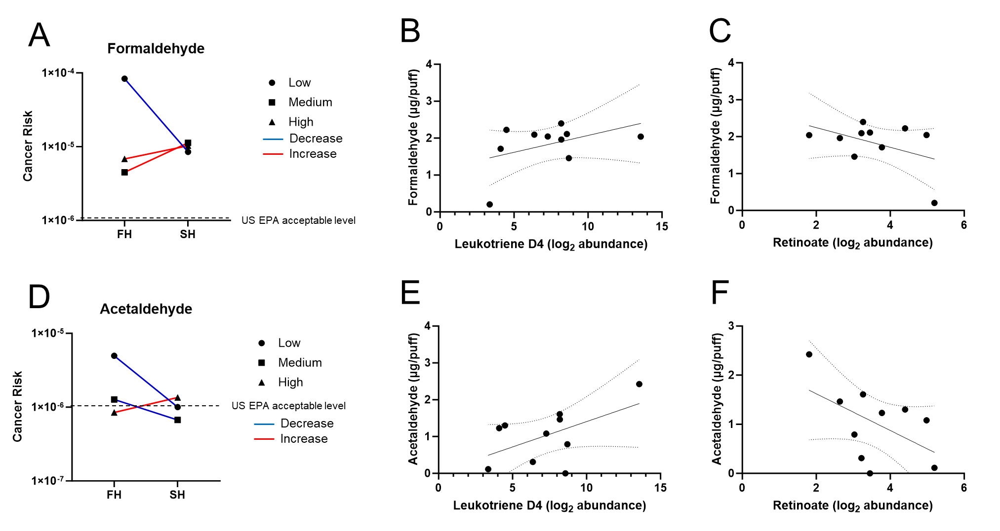 A
Formaldehyde
Cancer Risk
1×10-4
1×10-5
1×10-6
FH
SH
Low
Medium
High
Decrease
Increase
US EPA acceptable level
B
Formaldehyde (µg/puff)
4
3
2
1
0
0
5
10
15
Leukotriene D4 (log2 abundance)
C
Formaldehyde (µg/puff)
4
3
2
1
0
0
2
4
6
Retinoate (log2 abundance)
D
Acetaldehyde
Cancer Risk
1×10-5
1×10-6
1×10-7
FH
SH
Low
Medium
High
US EPA acceptable level
Decrease
Increase
E
Acetaldehyde (µg/puff)
4
3
2
1
0
0
5
10
15
Leukotriene D4 (log2 abundance)
F
Acetaldehyde (µg/puff)
3
2
1
0
0
2
4
6
Retinoate (log2 abundance)